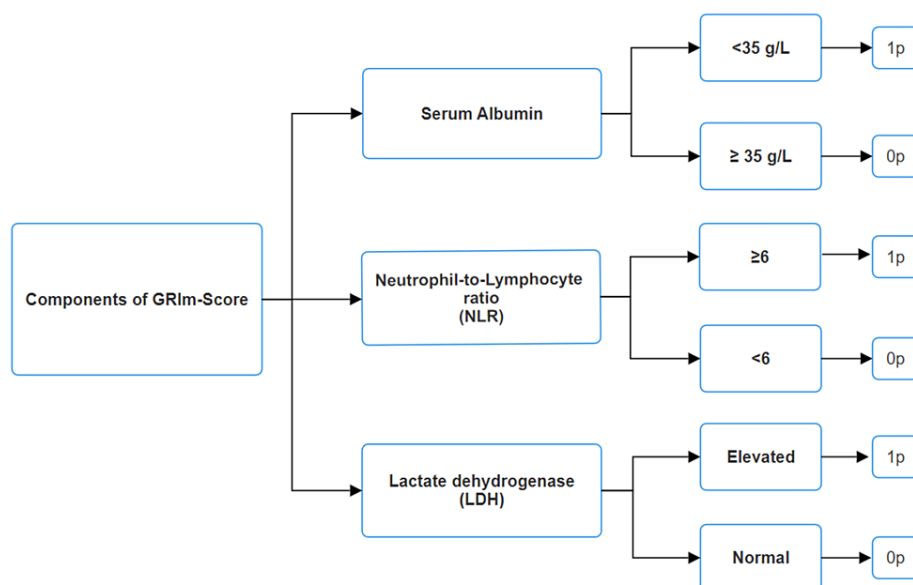 <35 g/L
1p
Serum Albumin
≥ 35 g/L
0p
Components of GRIm-Score
Neutrophil-to-Lymphocyte
ratio
(NLR)
≥6
1p
<6
0p
Lactate dehydrogenase
(LDH)
Elevated
1p
Normal
0p